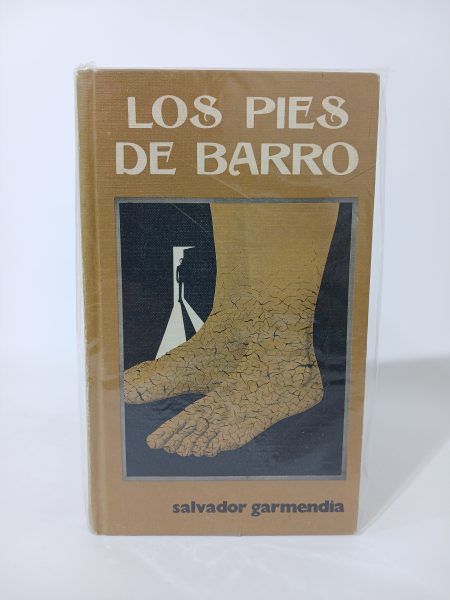 LOS PIES
DE BARRO
salvador garmendia